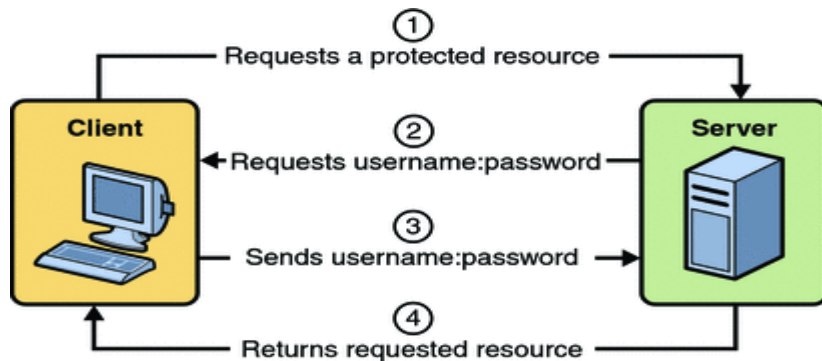 1
Requests a protected resource
Client
Server
2
Requests username:password
3
Sends username:password
4
Returns requested resource